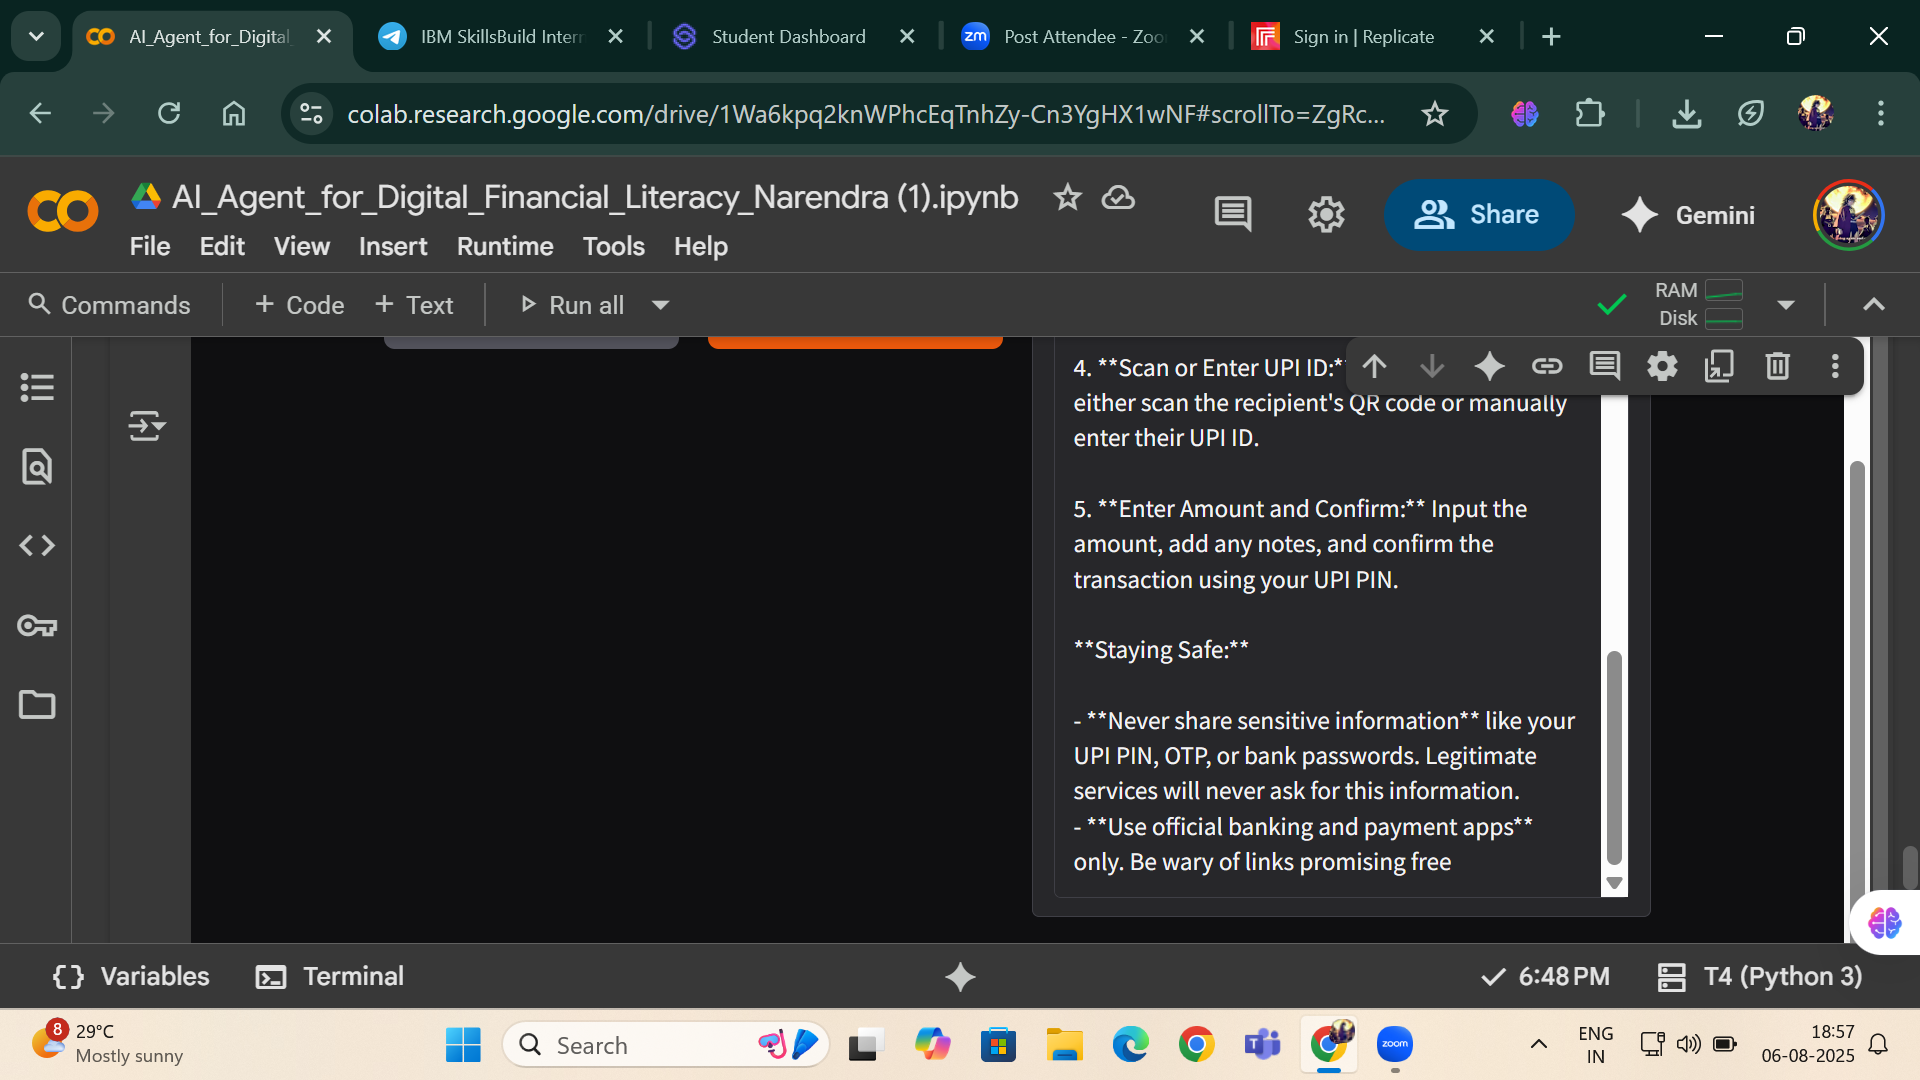 AI_Agent_for_Digital
IBM SkillsBuild Intern
Student Dashboard
zm
Post Attendee - Zoo
Sign in | Replicate
colab.research.google.com/drive/1Wa6kpq2knWPhcEqTnhZy-Cn3YgHX1wNF#scrollTo=ZgRc...
AI_Agent_for_Digital_Financial_Literacy_Narendra (1).ipynb
Share
Gemini
File Edit View Insert Runtime Tools Help
Commands
+ Code
+ Text
Run all
RAM
Disk
4. **Scan or Enter UPI ID:*
either scan the recipient's QR code or manually
enter their UPI ID.
5. **Enter Amount and Confirm:** Input the
amount, add any notes, and confirm the
transaction using your UPI PIN.
**Staying Safe:**
- **Never share sensitive information** like your
UPI PIN, OTP, or bank passwords. Legitimate
services will never ask for this information.
- **Use official banking and payment apps**
only. Be wary of links promising free
Variables
Terminal
6:48 PM
T4 (Python 3)
8
29°C
Mostly sunny
Search
zoom
ENG
IN
18:57
06-08-2025